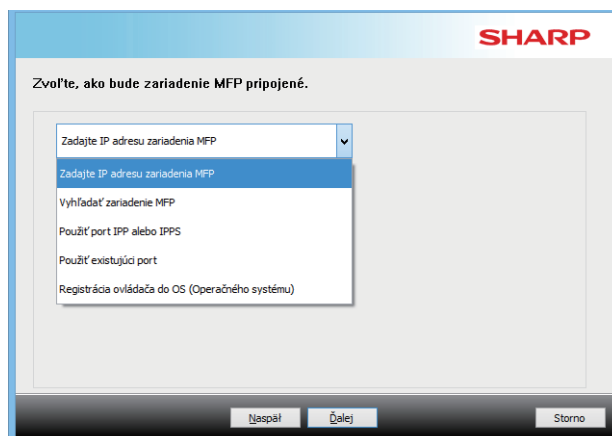 SHARP
Zvoľte, ako bude zariadenie MFP pripojené.
Zadajte IP adresu zariadenia MFP
Zadajte IP adresu zariadenia MFP
Vyhľadať zariadenie MFP
Použiť port IPP alebo IPPS
Použiť existujúci port
Registrácia ovládača do OS (Operačného systému)
Naspäť Ďalej Storno